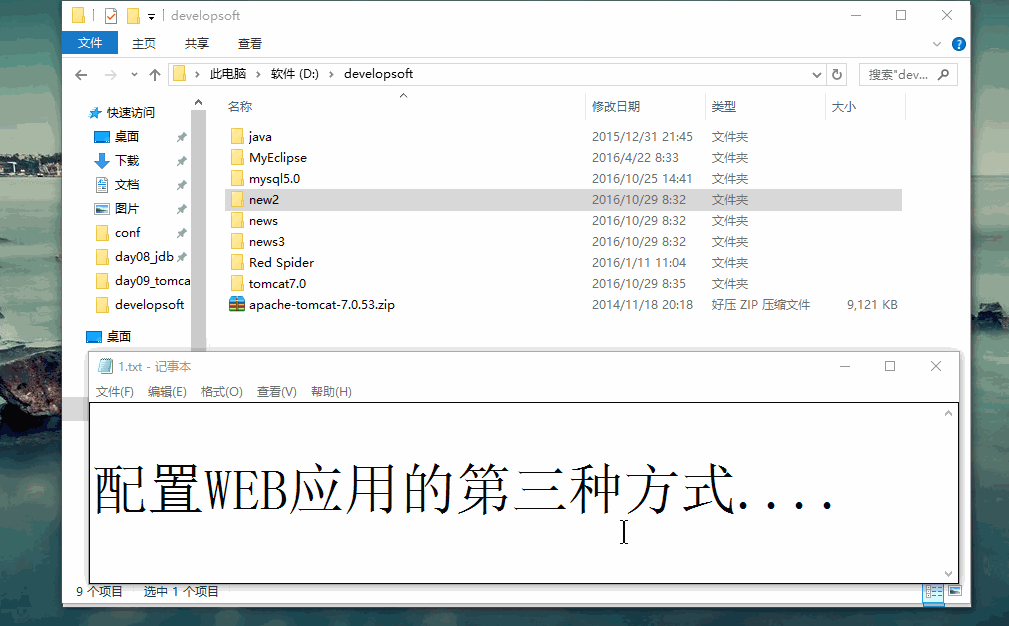 developsoft
文件 主页 共享 查看
此电脑 软件 (D:) developsoft 搜索"dev...
快速访问
桌面
下载
文档
图片
conf
day08_jdb
day09_tomca
developsoft
桌面
名称 修改日期 类型 大小
java 2015/12/31 21:45 文件夹
MyEclipse 2016/4/22 8:33 文件夹
mysql5.0 2016/10/25 14:41 文件夹
new2 2016/10/29 8:32 文件夹
news 2016/10/29 8:32 文件夹
news3 2016/10/29 8:32 文件夹
Red Spider 2016/1/11 11:04 文件夹
tomcat7.0 2016/10/29 8:35 文件夹
apache-tomcat-7.0.53.zip 2014/11/18 20:18 好压 ZIP 压缩文件 9,121 KB
1.txt - 记事本
文件(F) 编辑(E) 格式(O) 查看(V) 帮助(H)
配置WEB应用的第三种方式....
9 个项目 选中 1 个项目